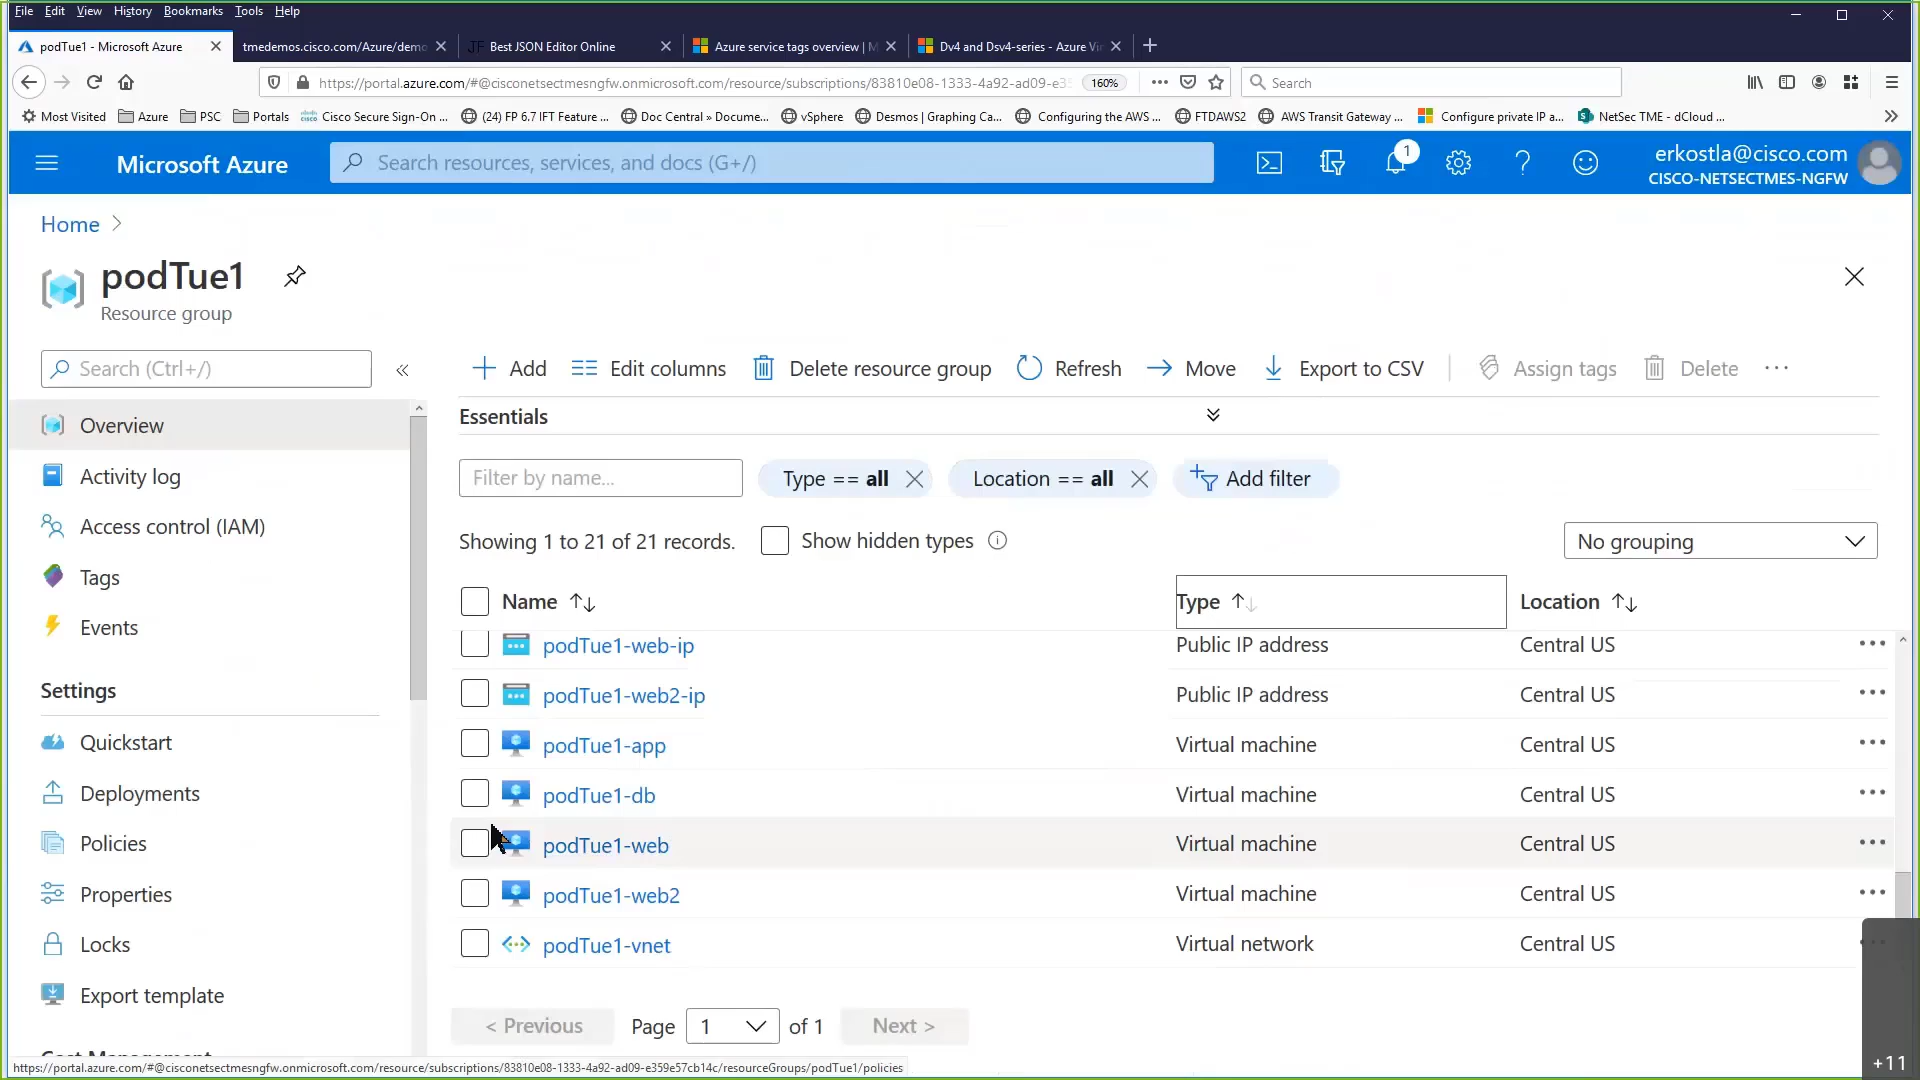 File Edit View History Bookmarks Tools Help
podTue1 - Microsoft Azure
tmedemos.cisco.com/Azure/demo
JF Best JSON Editor Online
Azure service tags overview | M
Dv4 and Dsv4-series - Azure Vir
https://portal.azure.com/#@cisconetsectmesngfw.onmicrosoft.com/resource/subscriptions/83810e08-1333-4a92-ad09-e35 160% Search
Most Visited Azure PSC Portals Cisco Secure Sign-On ... (24) FP 6.7 IFT Feature ... Doc Central » Docume... vSphere Desmos | Graphing Ca... Configuring the AWS ... FTDAWS2 AWS Transit Gateway ... Configure private IP a... NetSec TME - dCloud ...
Microsoft Azure
Search resources, services, and docs (G+/)
1
erkostla@cisco.com
CISCO-NETSECTMES-NGFW
Home
podTue1
Resource group
Search (Ctrl+/)
Add Edit columns Delete resource group Refresh Move Export to CSV Assign tags Delete
Overview
Activity log
Access control (IAM)
Tags
Events
Settings
Quickstart
Deployments
Policies
Properties
Locks
Export template
Essentials
Filter by name...
Type == all
Location == all
Add filter
Showing 1 to 21 of 21 records.
Show hidden types
No grouping
Name Type Location
podTue1-web-ip Public IP address Central US
podTue1-web2-ip Public IP address Central US
podTue1-app Virtual machine Central US
podTue1-db Virtual machine Central US
podTue1-web Virtual machine Central US
podTue1-web2 Virtual machine Central US
podTue1-vnet Virtual network Central US
< Previous Page 1 of 1 Next >
Cost Management
https://portal.azure.com/#@cisconetsectmesngfw.onmicrosoft.com/resource/subscriptions/83810e08-1333-4a92-ad09-e359e57cb14c/resourceGroups/podTue1/policies
+11